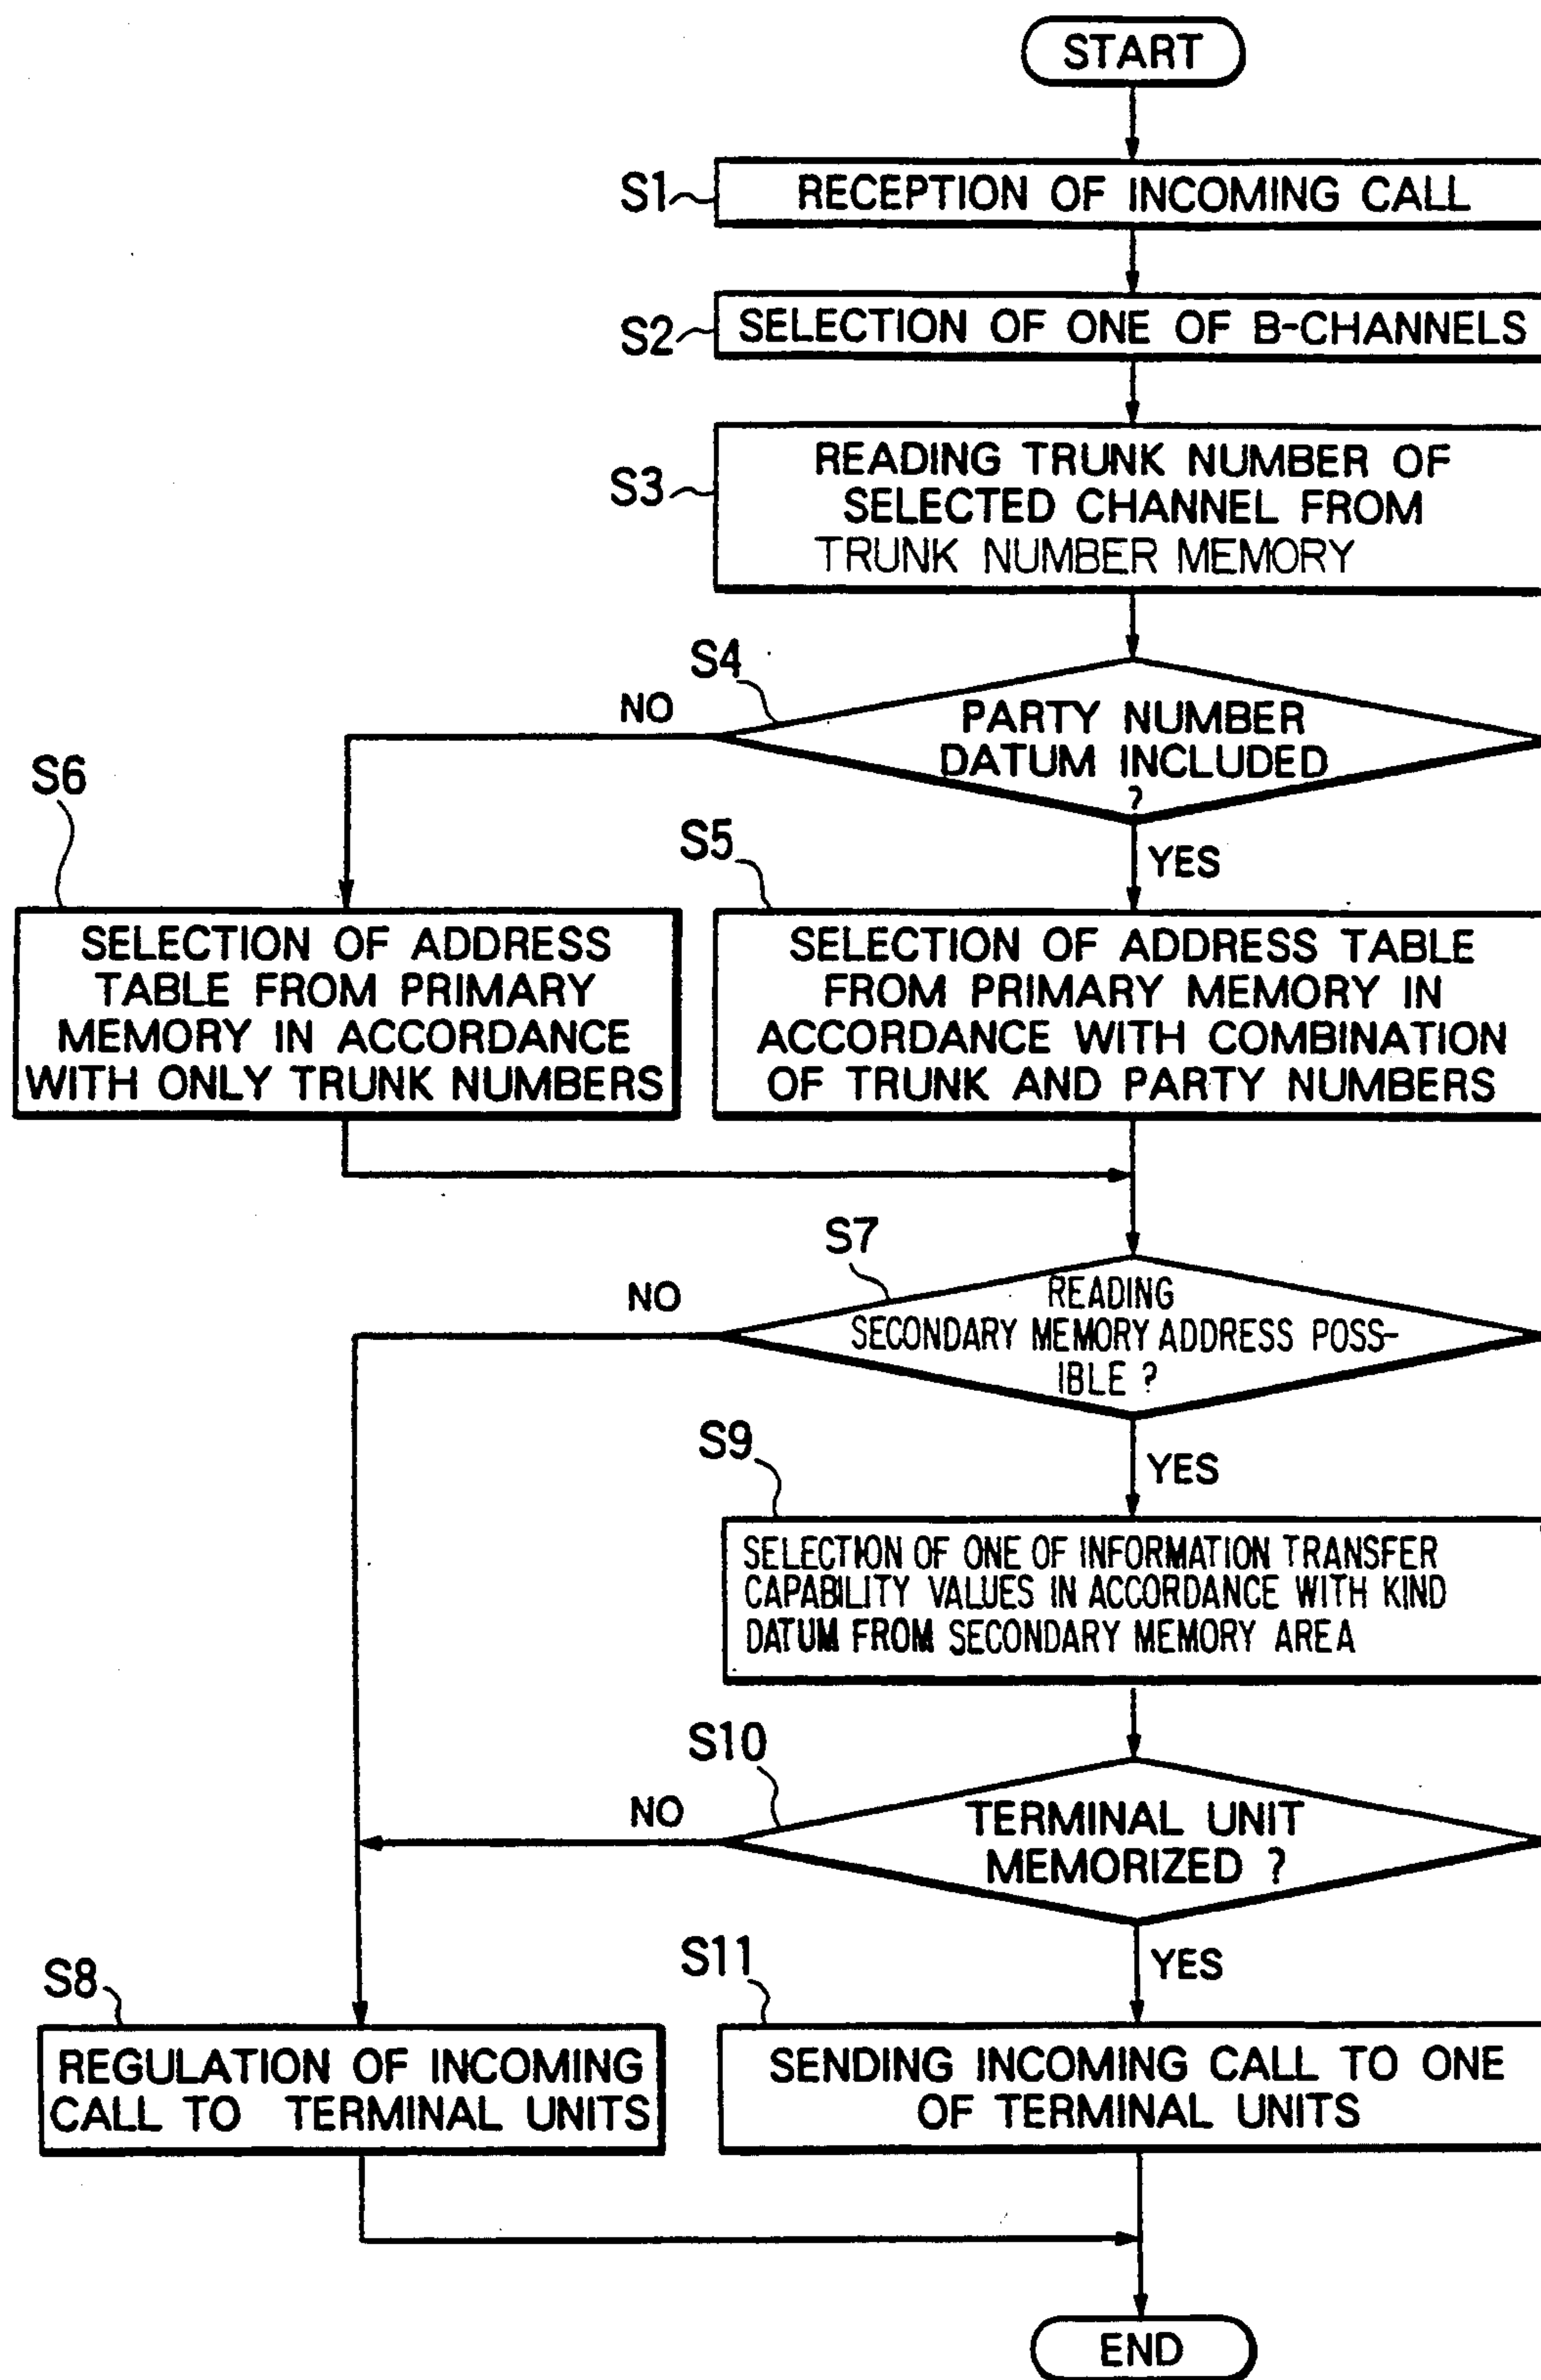 START
S1
RECEPTION OF INCOMING CALL
S2
SELECTION OF ONE OF B-CHANNELS
S3
READING TRUNK NUMBER OF
SELECTED CHANNEL FROM
TRUNK NUMBER MEMORY
S4
NO
PARTY NUMBER
DATUM INCLUDED
?
YES
S6
SELECTION OF ADDRESS
TABLE FROM PRIMARY
MEMORY IN ACCORDANCE
WITH ONLY TRUNK NUMBERS
S5
SELECTION OF ADDRESS TABLE
FROM PRIMARY MEMORY IN
ACCORDANCE WITH COMBINATION
OF TRUNK AND PARTY NUMBERS
S7
NO
READING
SECONDARY MEMORY ADDRESS POSS-
IBLE ?
YES
S9
SELECTION OF ONE OF INFORMATION TRANSFER
CAPABILITY VALUES IN ACCORDANCE WITH KIND
DATUM FROM SECONDARY MEMORY AREA
S10
NO
TERMINAL UNIT
MEMORIZED ?
YES
S8
REGULATION OF INCOMING
CALL TO TERMINAL UNITS
S11
SENDING INCOMING CALL TO ONE
OF TERMINAL UNITS
END